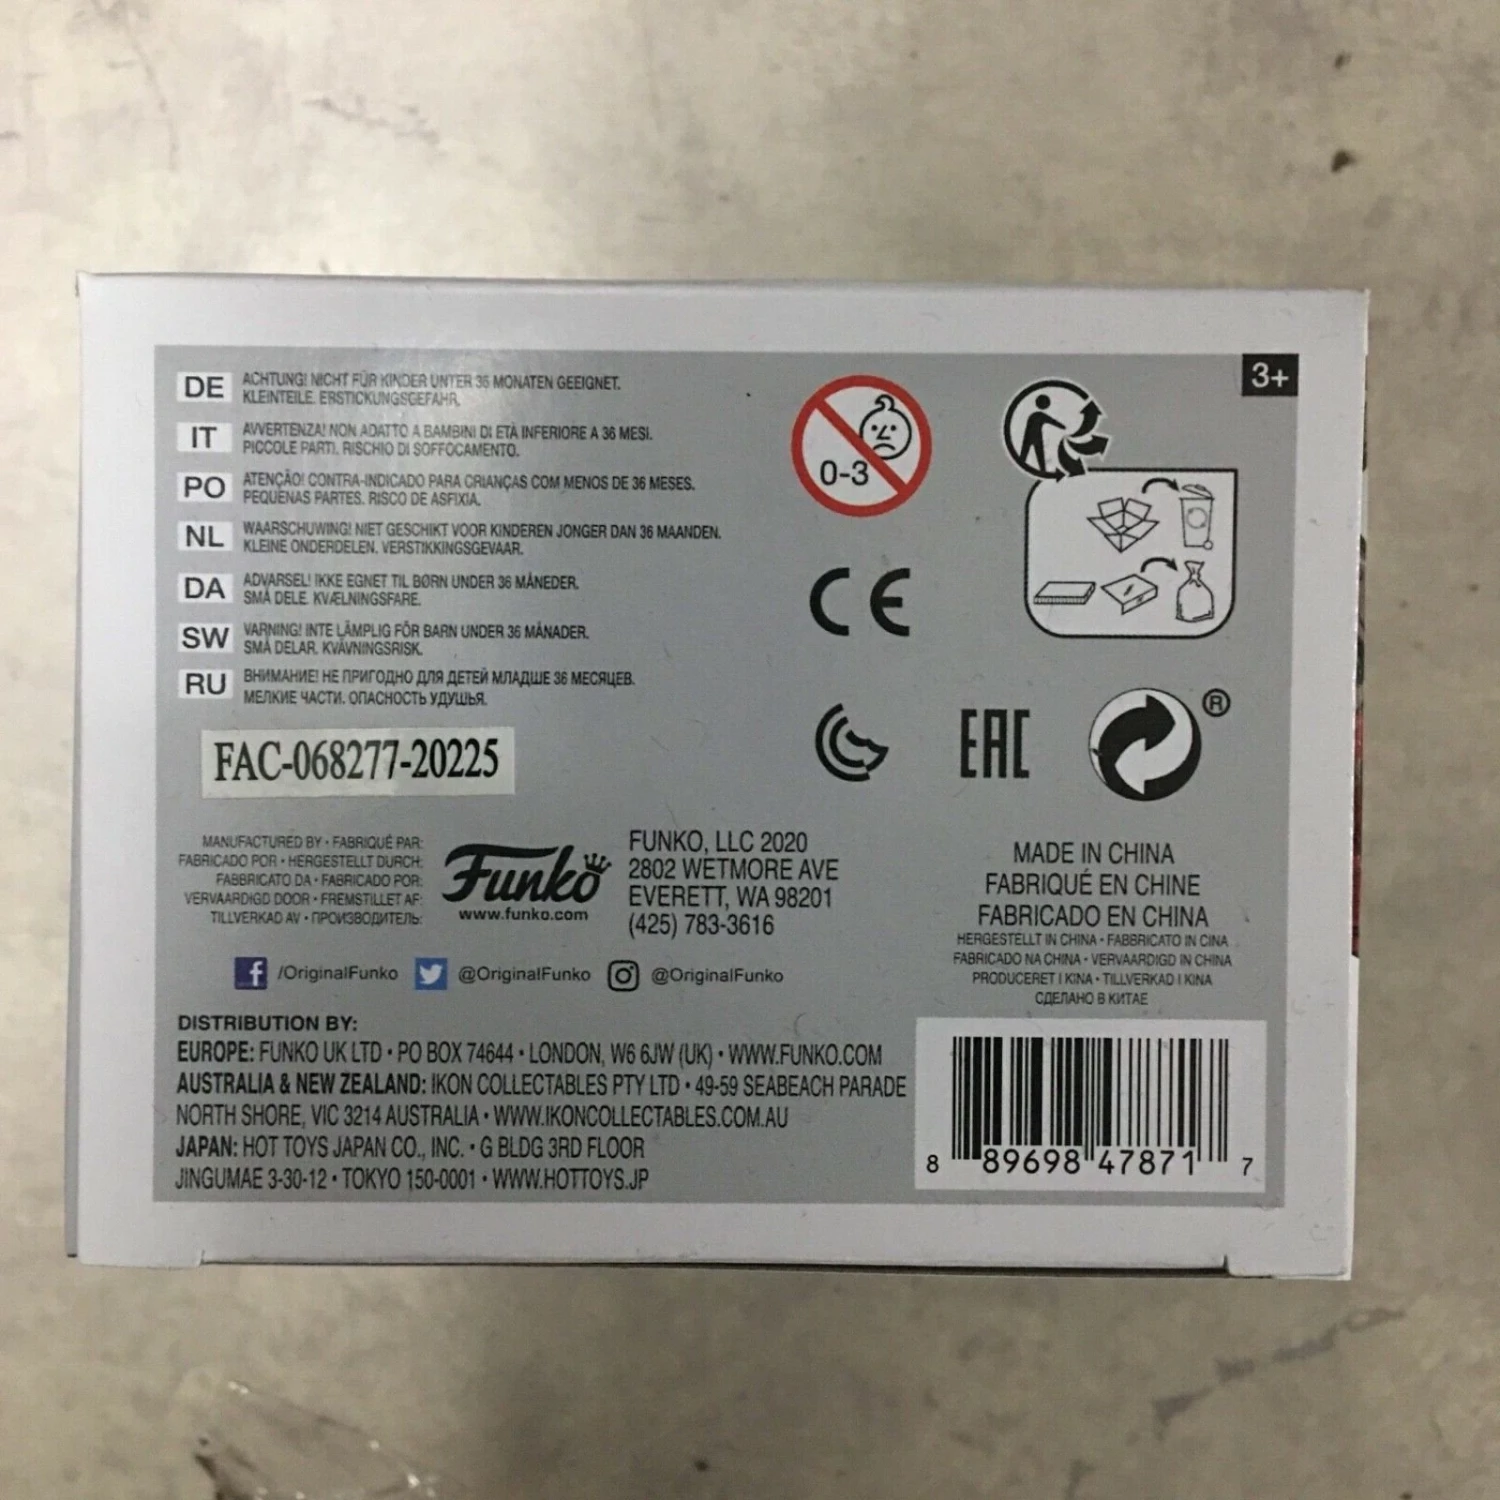 3+
DE ACHTUNG! NICHT FÜR KINDER UNTER 36 MONATEN GEEIGNET.
KLEINTEILE. ERSTICKUNGSGEFAHR.
IT AVVERTENZA! NON ADATTO A BAMBINI DI ETÀ INFERIORE A 36 MESI.
PICCOLE PARTI. RISCHIO DI SOFFOCAMENTO.
PO ATENÇÃO! CONTRA-INDICADO PARA CRIANÇAS COM MENOS DE 36 MESES.
PEQUENAS PARTES. RISCO DE ASFIXIA.
NL WAARSCHUWING! NIET GESCHIKT VOOR KINDEREN JONGER DAN 36 MAANDEN.
KLEINE ONDERDELEN. VERSTIKKINGSGEVAAR.
DA ADVARSEL! IKKE EGNET TIL BØRN UNDER 36 MÅNEDER.
SMÅ DELE. KVÆLNINGSFARE.
SW VARNING! INTE LÄMPLIG FÖR BARN UNDER 36 MÅNADER.
SMÅ DELAR. KVÄVNINGSRISK.
RU ВНИМАНИЕ! НЕ ПРИГОДНО ДЛЯ ДЕТЕЙ МЛАДШЕ 36 МЕСЯЦЕВ.
МЕЛКИЕ ЧАСТИ. ОПАСНОСТЬ УДУШЬЯ.
0-3
CE
EAC
®
FAC-068277-20225
MANUFACTURED BY • FABRIQUÉ PAR:
FABRICADO POR • HERGESTELLT DURCH:
FABBRICATO DA • FABRICADO POR:
VERVAARDIGD DOOR • FREMSTILLET AF:
TILLVERKAD AV • ПРОИЗВОДИТЕЛЬ:
Funko
www.funko.com
FUNKO, LLC 2020
2802 WETMORE AVE
EVERETT, WA 98201
(425) 783-3616
/OriginalFunko @OriginalFunko @OriginalFunko
MADE IN CHINA
FABRIQUÉ EN CHINE
FABRICADO EN CHINA
HERGESTELLT IN CHINA • FABBRICATO IN CINA
FABRICADO NA CHINA • VERVAARDIGD IN CHINA
PRODUCERET I KINA • TILLVERKAD I KINA
СДЕЛАНО В КИТАЕ
DISTRIBUTION BY:
EUROPE: FUNKO UK LTD • PO BOX 74644 • LONDON, W6 6JW (UK) • WWW.FUNKO.COM
AUSTRALIA & NEW ZEALAND: IKON COLLECTABLES PTY LTD • 49-59 SEABEACH PARADE
NORTH SHORE, VIC 3214 AUSTRALIA • WWW.IKONCOLLECTABLES.COM.AU
JAPAN: HOT TOYS JAPAN CO., INC. • G BLDG 3RD FLOOR
JINGUMAE 3-30-12 • TOKYO 150-0001 • WWW.HOTTOYS.JP
8 89698 47871 7